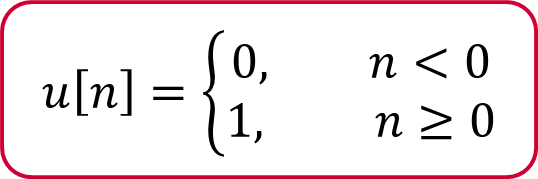 u[n] = { 0, n < 0
1, n ≥ 0